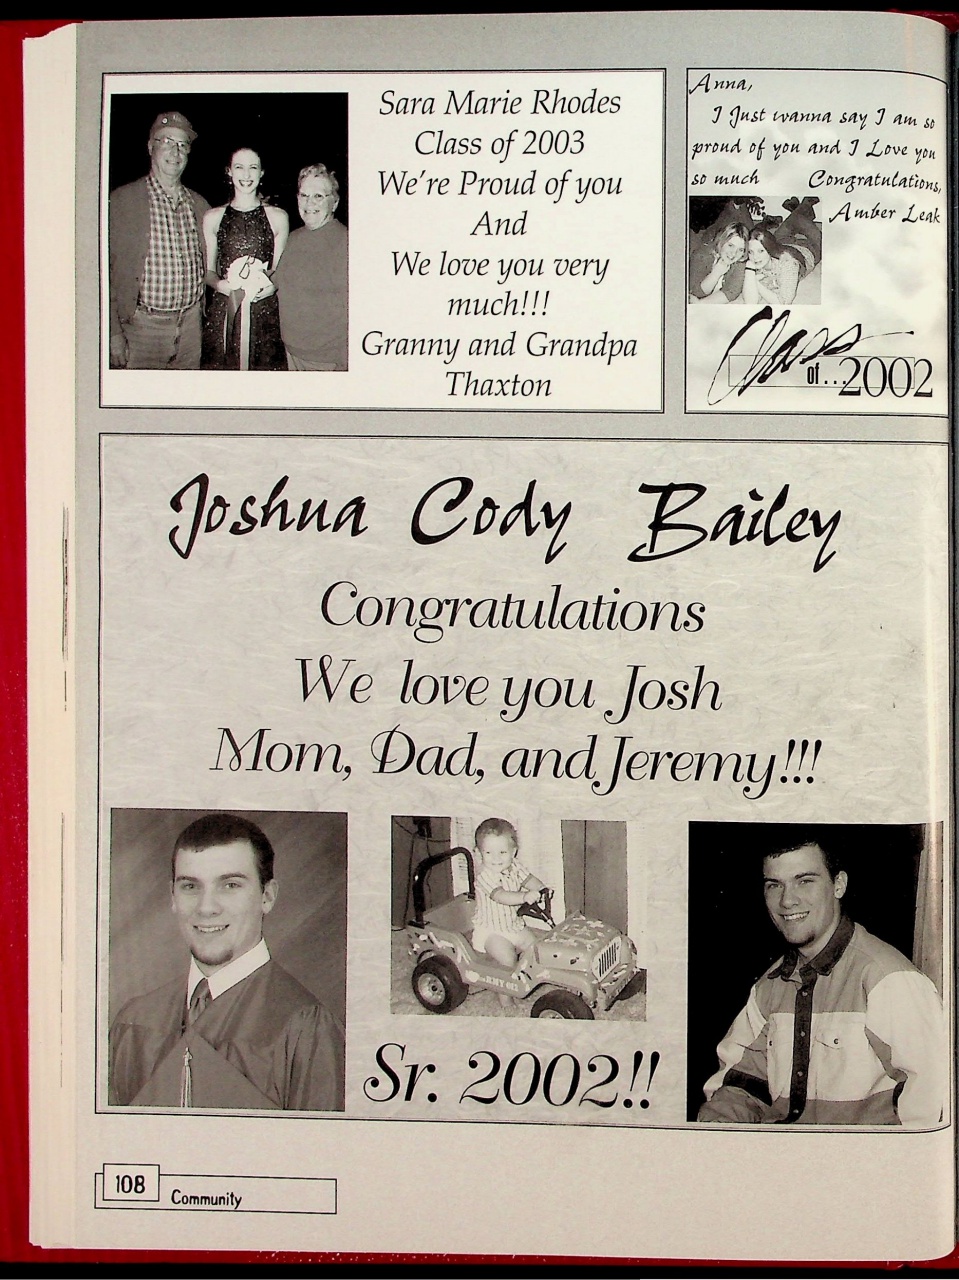 Sara Marie Rhodes
Class of 2003
We're Proud of you
And
We love you very
much!!!
Granny and Grandpa
Thaxton
Anna,
I Just wanna say I am so
proud of you and I Love you
so much Congratulations,
Amber Leak
Class
of...2002
Joshua Cody Bailey
Congratulations
We love you Josh
Mom, Dad, and Jeremy!!!
Sr. 2002!!
108
Community